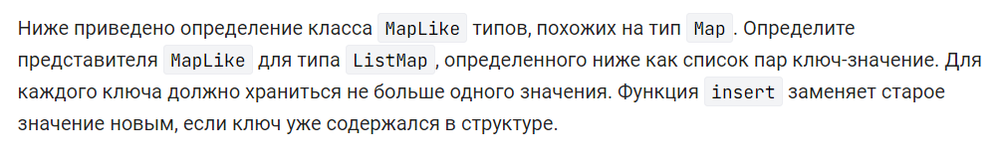 Ниже приведено определение класса MapLike типов, похожих на тип Map. Определите
представителя MapLike для типа ListMap, определенного ниже как список пар ключ-значение. Для
каждого ключа должно храниться не больше одного значения. Функция insert заменяет старое
значение новым, если ключ уже содержался в структуре.